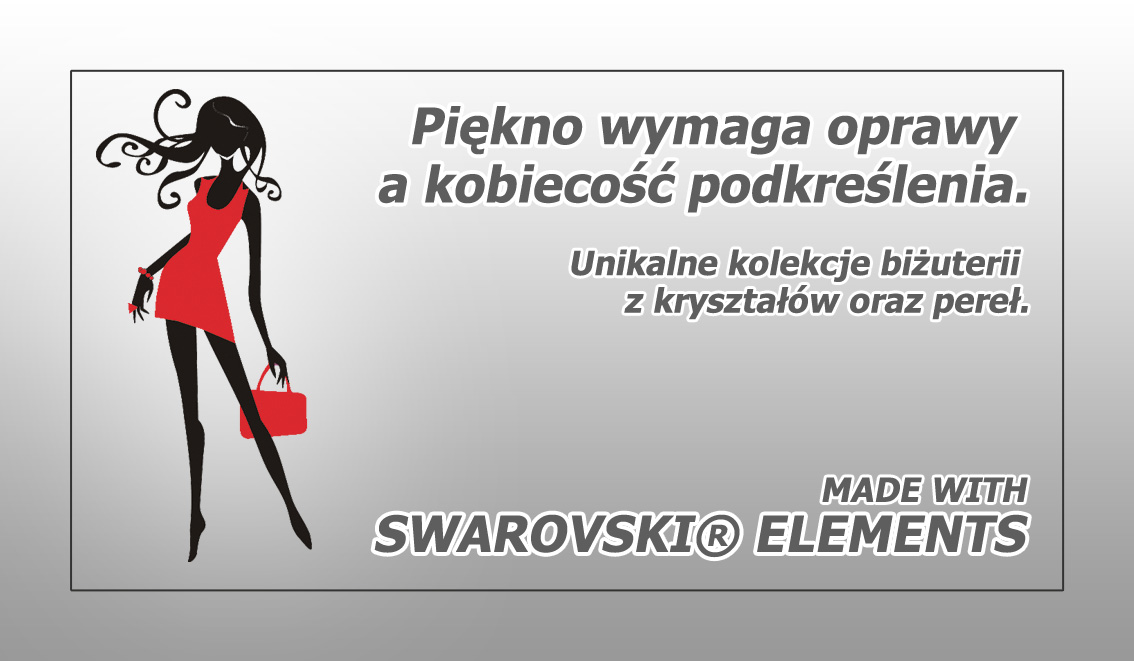 Piękno wymaga oprawy
a kobiecość podkreślenia.
Unikalne kolekcje biżuterii
z kryształów oraz pereł.
MADE WITH
SWAROVSKI® ELEMENTS